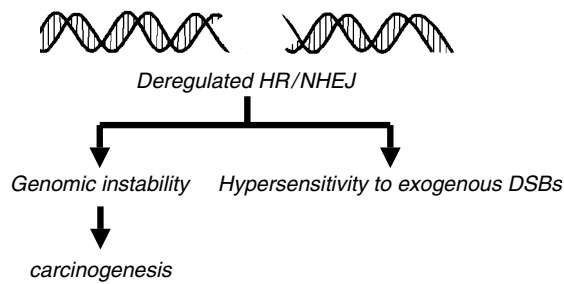 Deregulated HR/NHEJ
Genomic instability
Hypersensitivity to exogenous DSBs
carcinogenesis